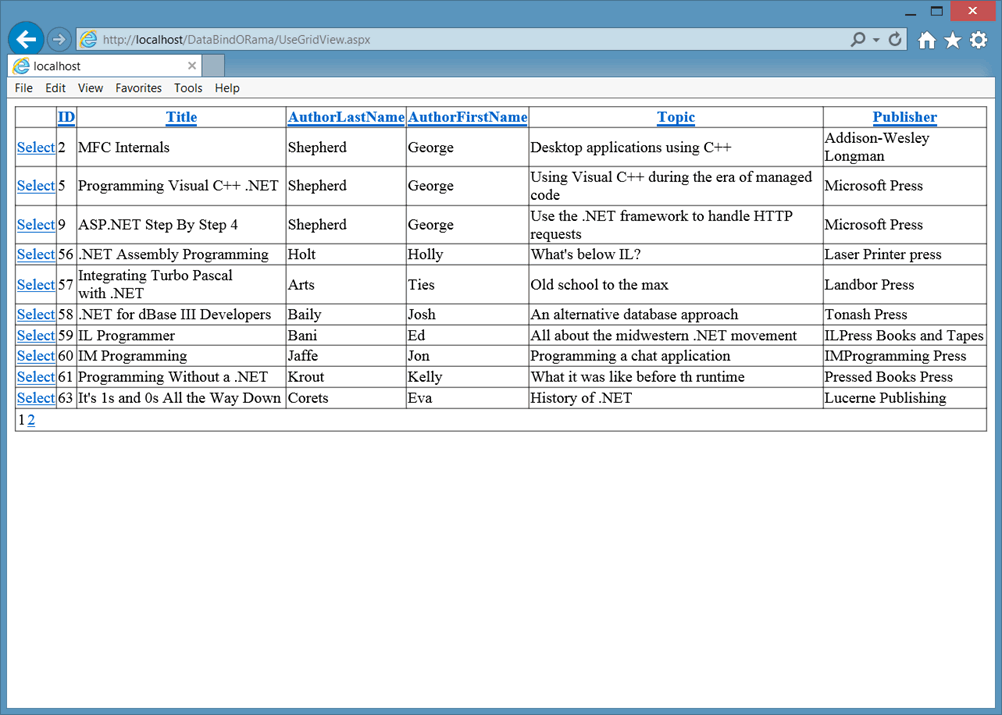 http://localhost/DataBindORama/UseGridView.aspx
localhost
File Edit View Favorites Tools Help
ID Title AuthorLastName AuthorFirstName Topic Publisher
Select 2 MFC Internals Shepherd George Desktop applications using C++ Addison-Wesley
Longman
Select 5 Programming Visual C++ .NET Shepherd George Using Visual C++ during the era of managed
code Microsoft Press
Select 9 ASP.NET Step By Step 4 Shepherd George Use the .NET framework to handle HTTP
requests Microsoft Press
Select 56 .NET Assembly Programming Holt Holly What's below IL? Laser Printer press
Select 57 Integrating Turbo Pascal
with .NET Arts Ties Old school to the max Landbor Press
Select 58 .NET for dBase III Developers Baily Josh An alternative database approach Tonash Press
Select 59 IL Programmer Bani Ed All about the midwestern .NET movement ILPress Books and Tapes
Select 60 IM Programming Jaffe Jon Programming a chat application IMProgramming Press
Select 61 Programming Without a .NET Krout Kelly What it was like before th runtime Pressed Books Press
Select 63 It's 1s and 0s All the Way Down Corets Eva History of .NET Lucerne Publishing
1 2